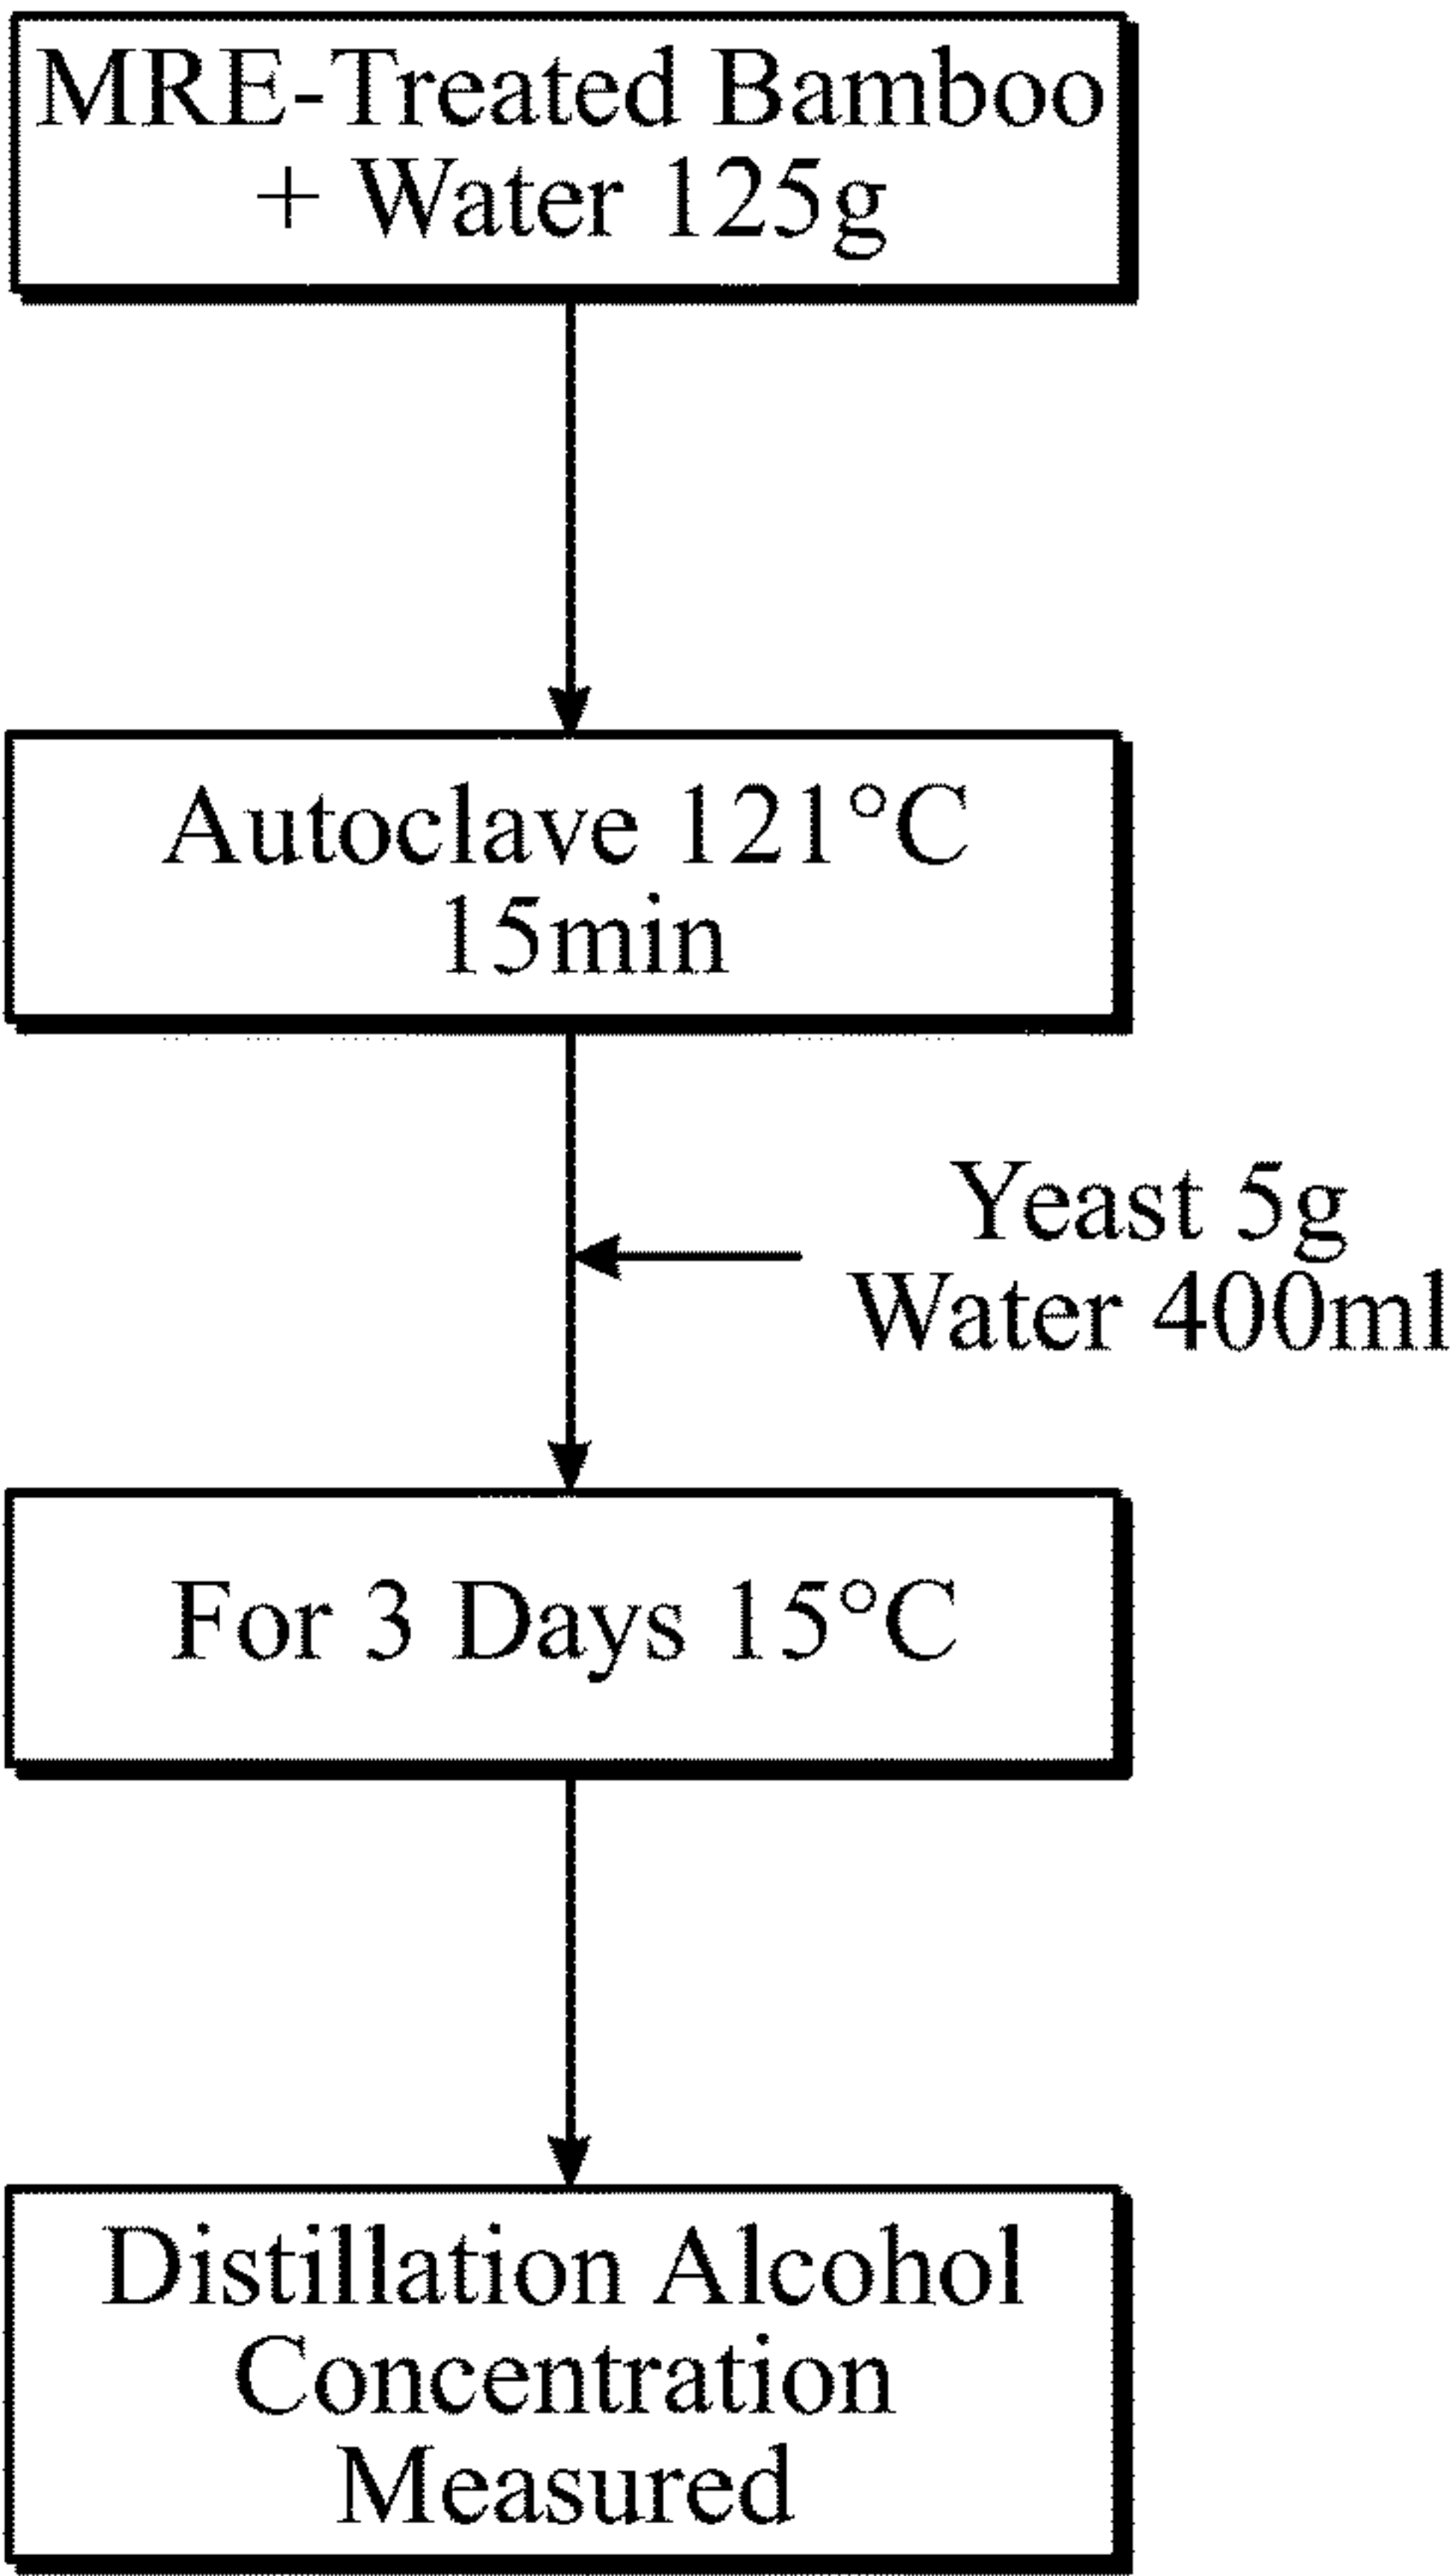 MRE-Treated Bamboo
+ Water 125g
Autoclave 121°C
15min
Yeast 5g
Water 400ml
For 3 Days 15°C
Distillation Alcohol
Concentration
Measured